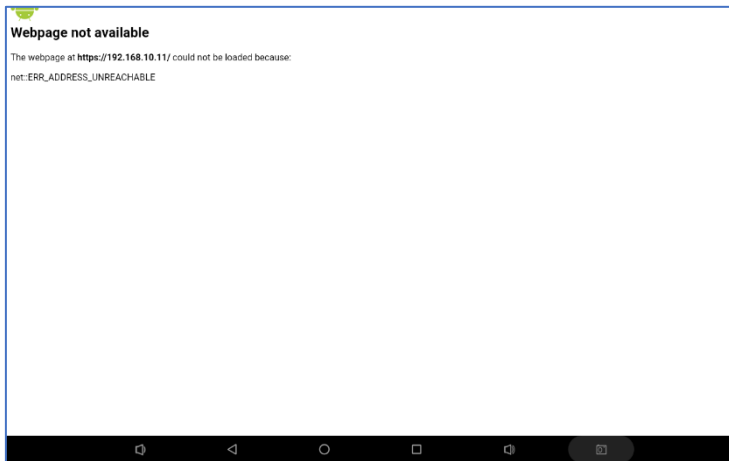 Webpage not available
The webpage at https://192.168.10.11/ could not be loaded because:
net::ERR_ADDRESS_UNREACHABLE